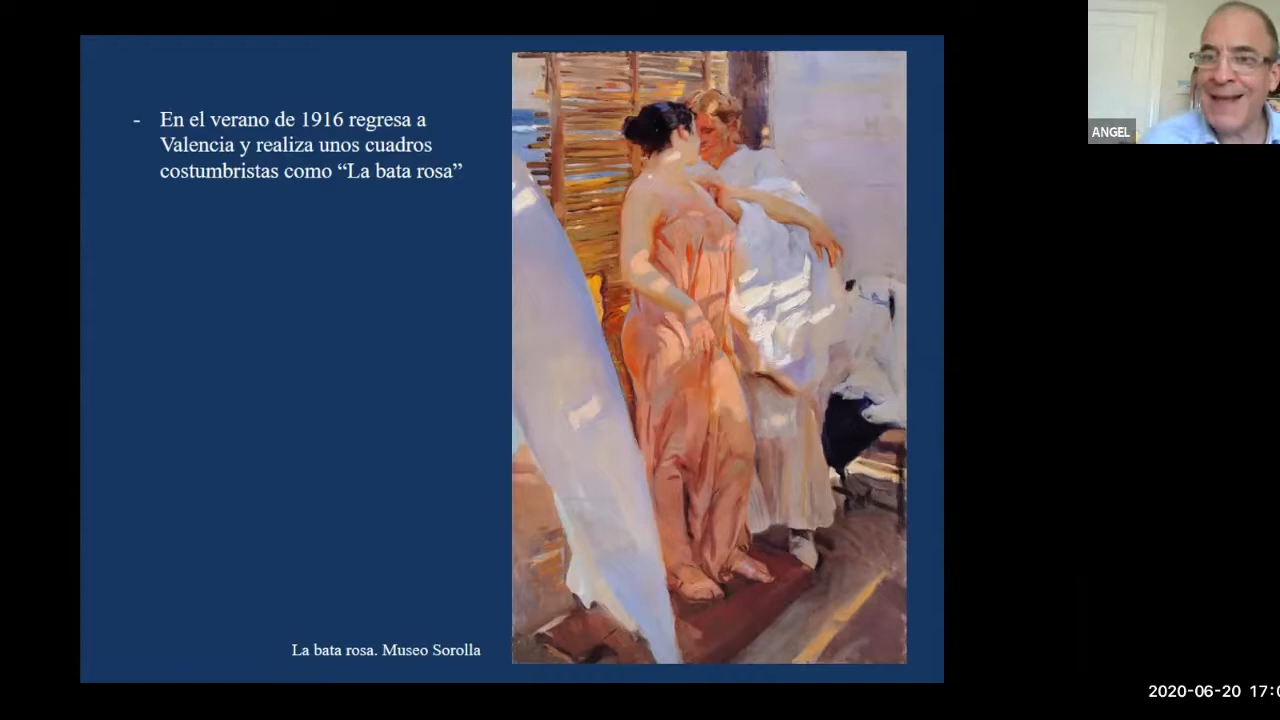 - En el verano de 1916 regresa a
Valencia y realiza unos cuadros
costumbristas como “La bata rosa”
La bata rosa. Museo Sorolla
ANGEL
2020-06-20 17:0